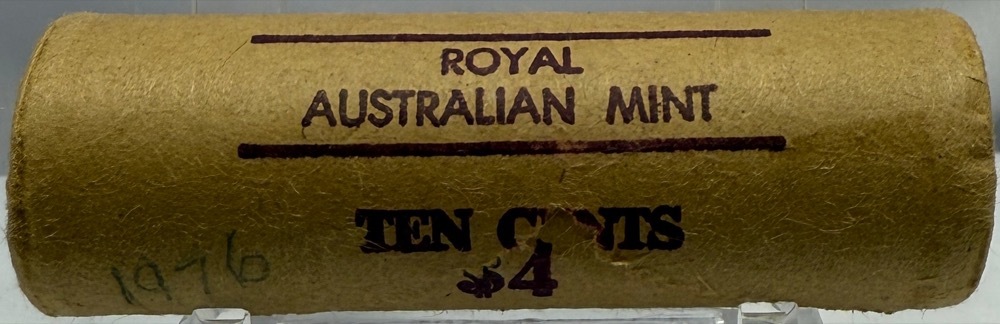 ROYAL
AUSTRALIAN MINT
TEN CENTS
$4
1976